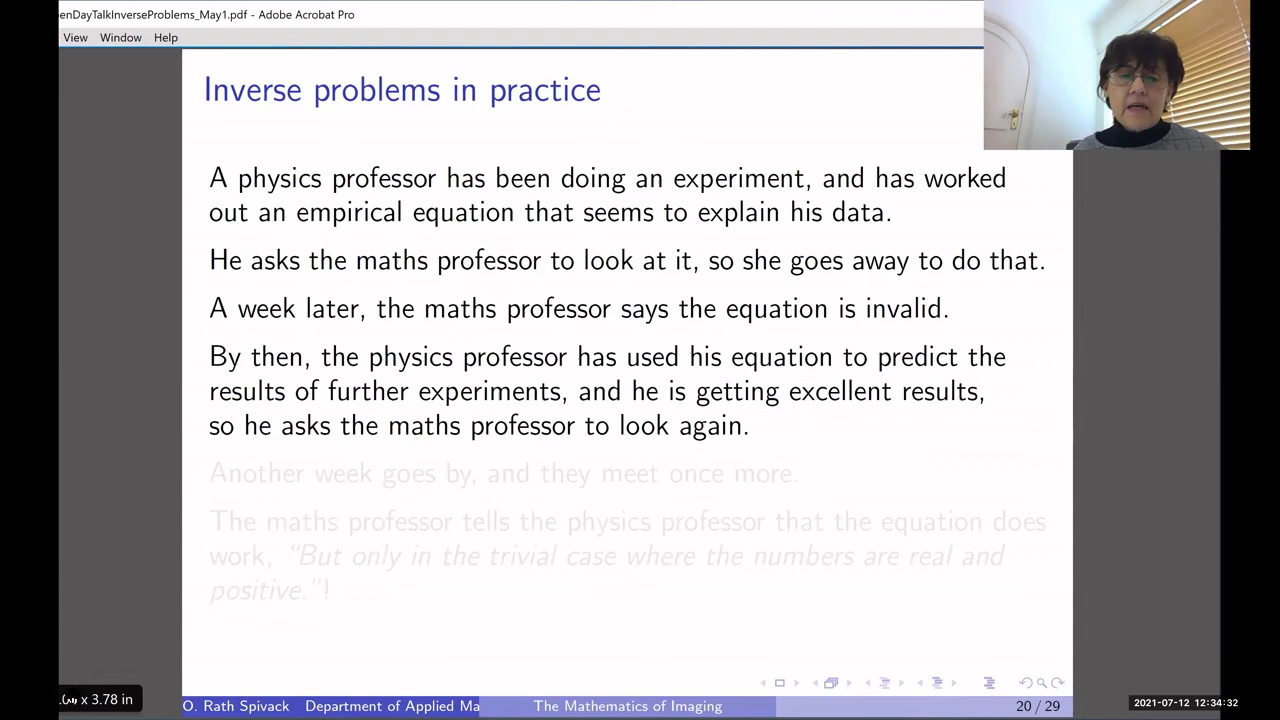 enDayTalkInverseProblems_May1.pdf - Adobe Acrobat Pro
View Window Help
Inverse problems in practice
A physics professor has been doing an experiment, and has worked
out an empirical equation that seems to explain his data.
He asks the maths professor to look at it, so she goes away to do that.
A week later, the maths professor says the equation is invalid.
By then, the physics professor has used his equation to predict the
results of further experiments, and he is getting excellent results,
so he asks the maths professor to look again.
Another week goes by, and they meet once more.
The maths professor tells the physics professor that the equation does
work, “But only in the trivial case where the numbers are real and
positive.”!
x 3.78 in
O. Rath Spivack Department of Applied Ma
The Mathematics of Imaging
20 / 29
2021-07-12 12:34:32